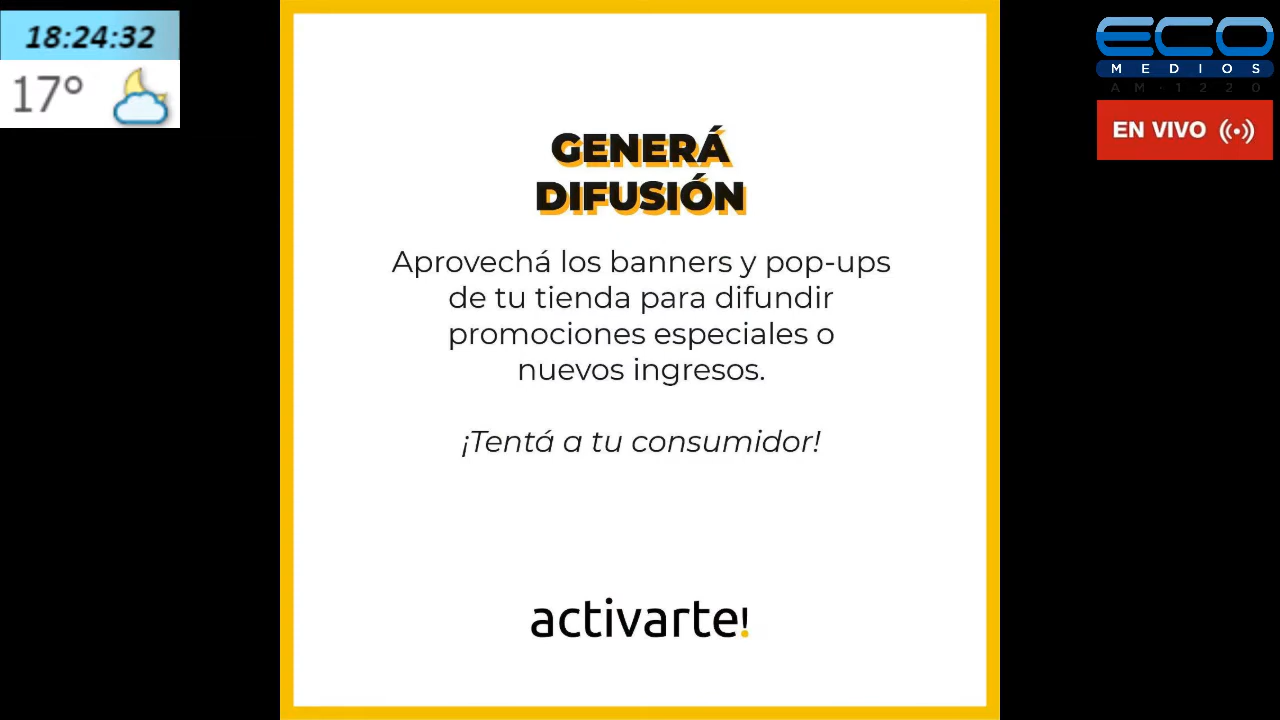 18:24:32
17°
ECO
MEDIOS
AM·1220
EN VIVO
GENERÁ
DIFUSIÓN
Aprovechá los banners y pop-ups
de tu tienda para difundir
promociones especiales o
nuevos ingresos.
¡Tentá a tu consumidor!
activarte!